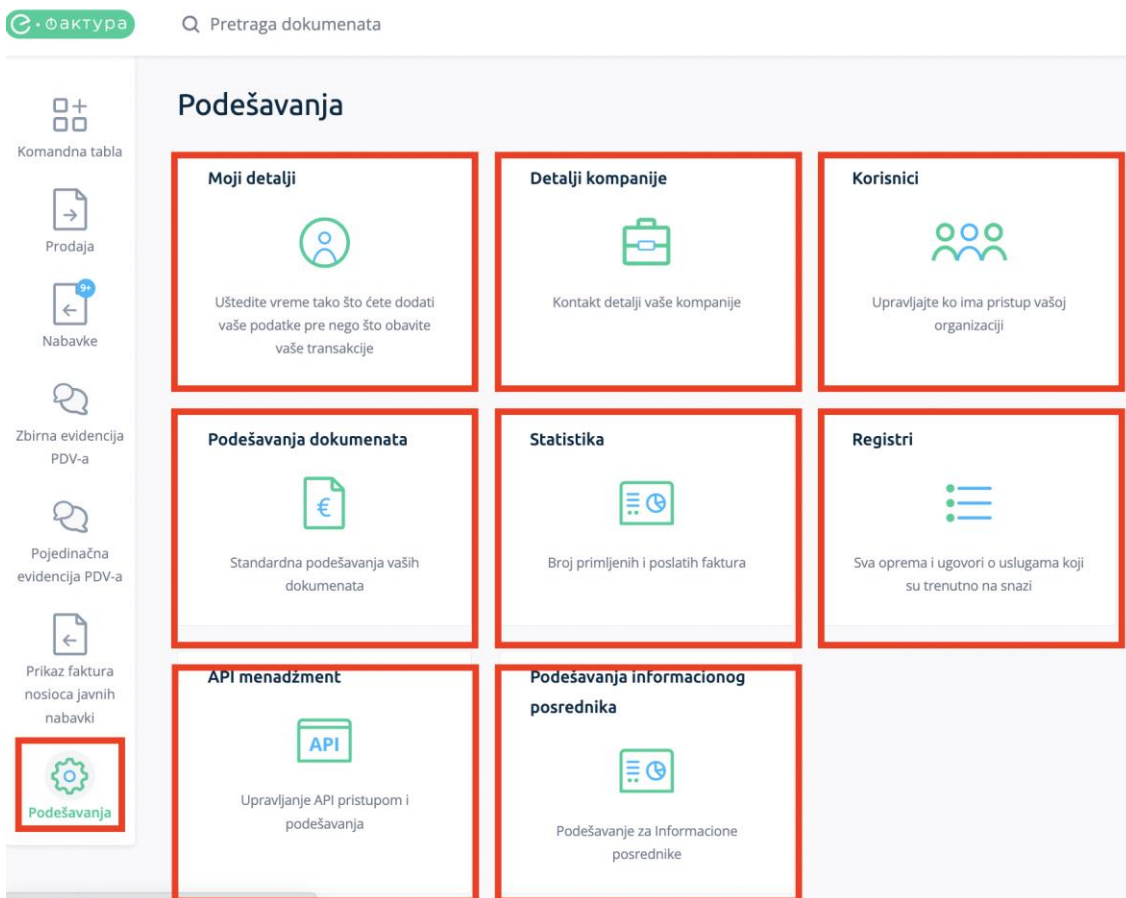 е·Фактура
Pretraga dokumenata
Komandna tabla
Prodaja
9+
Nabavke
Zbirna evidencija
PDV-a
Pojedinačna
evidencija PDV-a
Prikaz faktura
nosioca javnih
nabavki
Podešavanja
Podešavanja
Moji detalji
Uštedite vreme tako što ćete dodati
vaše podatke pre nego što obavite
vaše transakcije
Detalji kompanije
Kontakt detalji vaše kompanije
Korisnici
Upravljajte ko ima pristup vašoj
organizaciji
Podešavanja dokumenata
€
Standardna podešavanja vaših
dokumenata
Statistika
Broj primljenih i poslatih faktura
Registri
Sva oprema i ugovori o uslugama koji
su trenutno na snazi
API menadžment
API
Upravljanje API pristupom i
podešavanja
Podešavanja informacionog
posrednika
Podešavanje za Informacione
posrednike